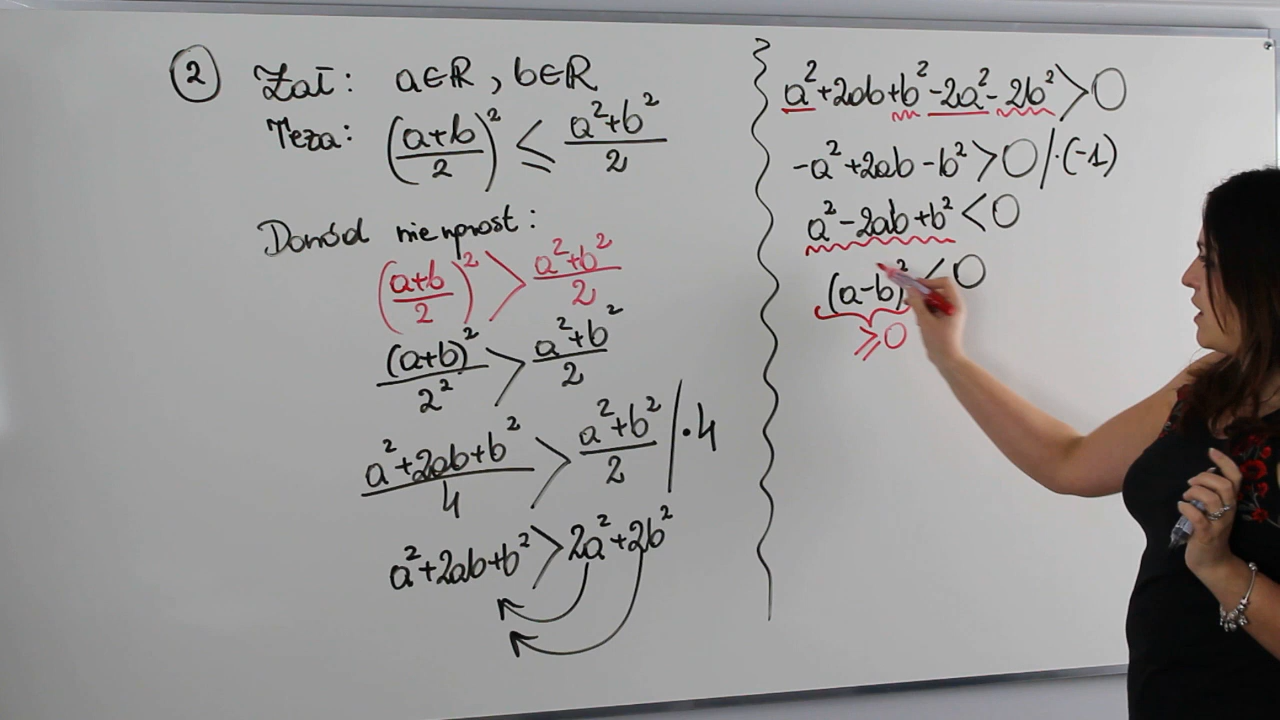 ② Zał: a∈ℝ, b∈ℝ
Teza: ((a+b)/2)² ≤ (a²+b²)/2
Dowód niewprost:
((a+b)/2)² > (a²+b²)/2
(a+b)²/2² > (a²+b²)/2
(a²+2ab+b²)/4 > (a²+b²)/2 /·4
a²+2ab+b² > 2a²+2b²
a²+2ab+b²-2a²-2b² > 0
-a²+2ab-b² > 0 /·(-1)
a²-2ab+b² < 0
(a-b)² < 0
⩾0